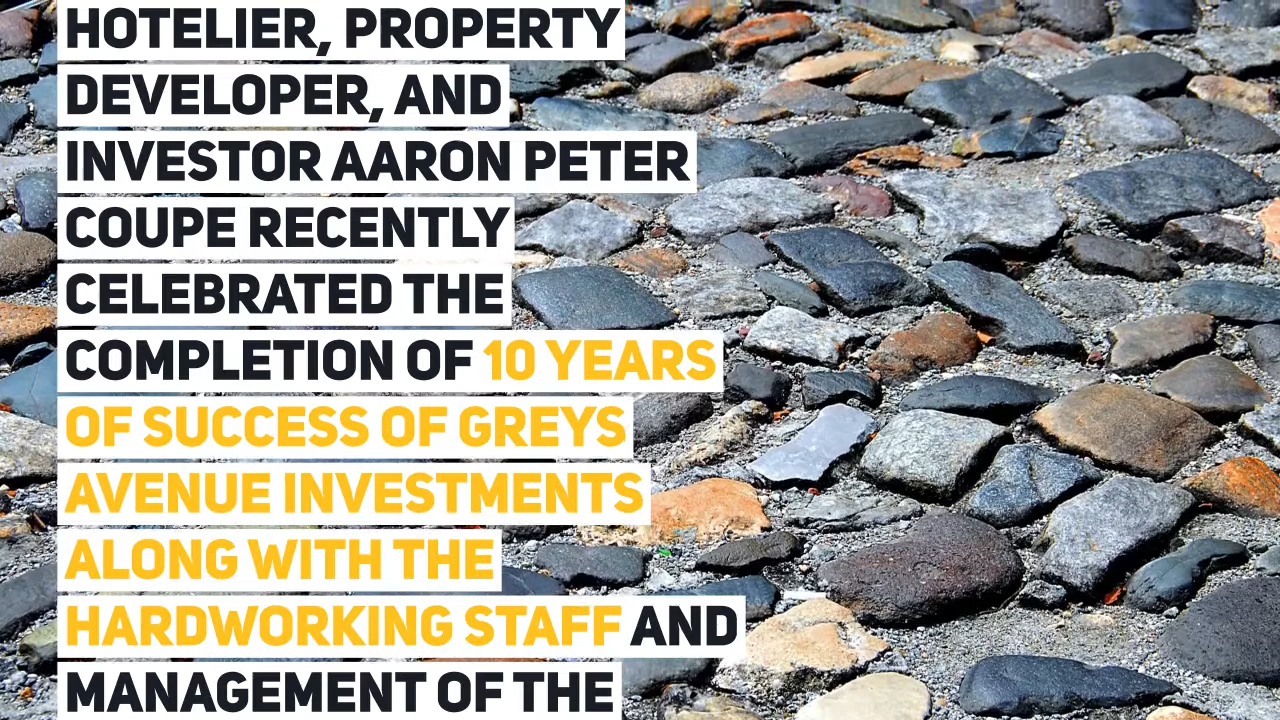 HOTELIER, PROPERTY
DEVELOPER, AND
INVESTOR AARON PETER
COUPE RECENTLY
CELEBRATED THE
COMPLETION OF 10 YEARS
OF SUCCESS OF GREYS
AVENUE INVESTMENTS
ALONG WITH THE
HARDWORKING STAFF AND
MANAGEMENT OF THE